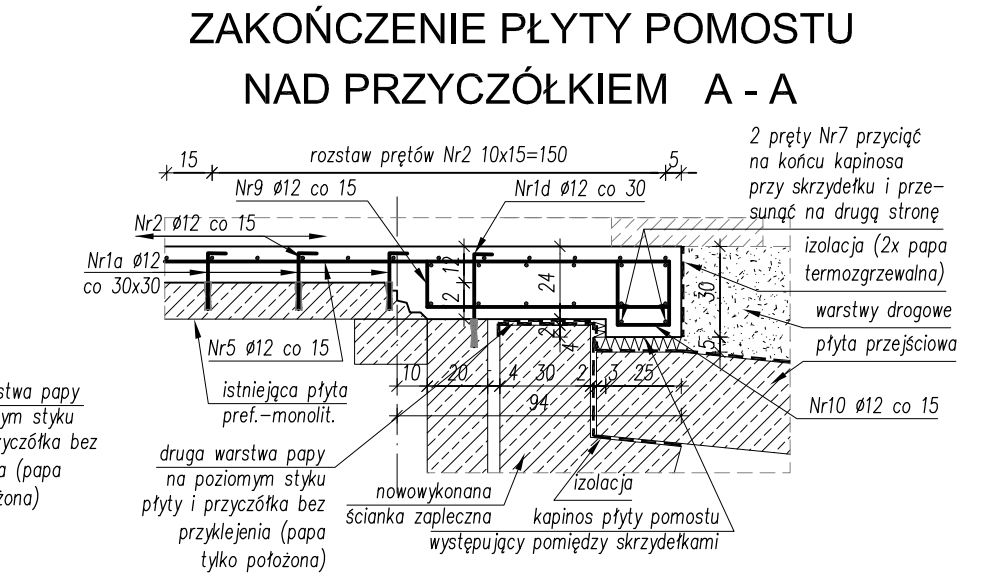 ZAKOŃCZENIE PŁYTY POMOSTU
NAD PRZYCZÓŁKIEM A - A
15
rozstaw prętów Nr2 10x15=150
5
2 pręty Nr7 przyciąć
na końcu kapinosa
przy skrzydełku i prze-
sunąć na drugą stronę
Nr9 ø12 co 15
Nr1d ø12 co 30
Nr2 ø12 co 15
izolacja (2x papa
termozgrzewalna)
Nr1a ø12
co 30x30
12
2
24
30
warstwy drogowe
5
płyta przejściowa
Nr5 ø12 co 15
2
4
istniejąca płyta
pref.-monolit.
10 20 4 30 2 3 25
94
Nr10 ø12 co 15
stwa papy
ym styku
yczółka bez
a (papa
żona)
druga warstwa papy
na poziomym styku
płyty i przyczółka bez
przyklejenia (papa
tylko położona)
nowowykonana
ścianka zapleczna
izolacja
kapinos płyty pomostu
występujący pomiędzy skrzydełkami